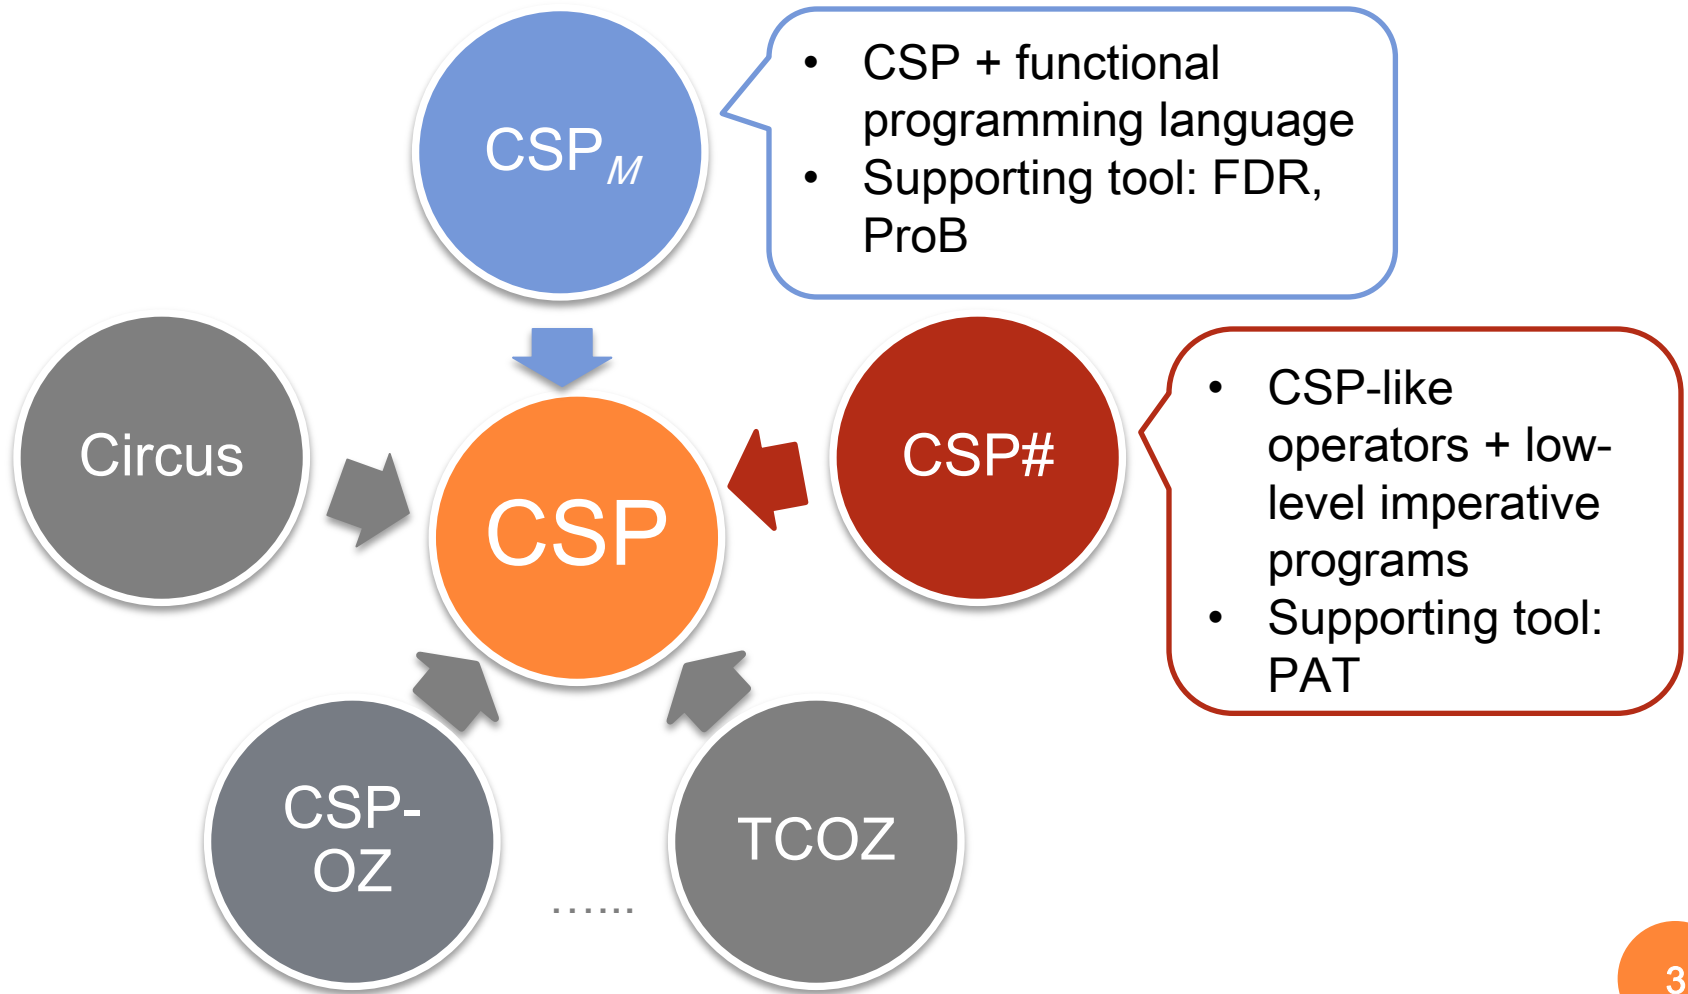 CSP_M
• CSP + functional
programming language
• Supporting tool: FDR,
ProB
Circus
CSP
CSP#
• CSP-like
operators + low-
level imperative
programs
• Supporting tool:
PAT
CSP-
OZ
…...
TCOZ
3